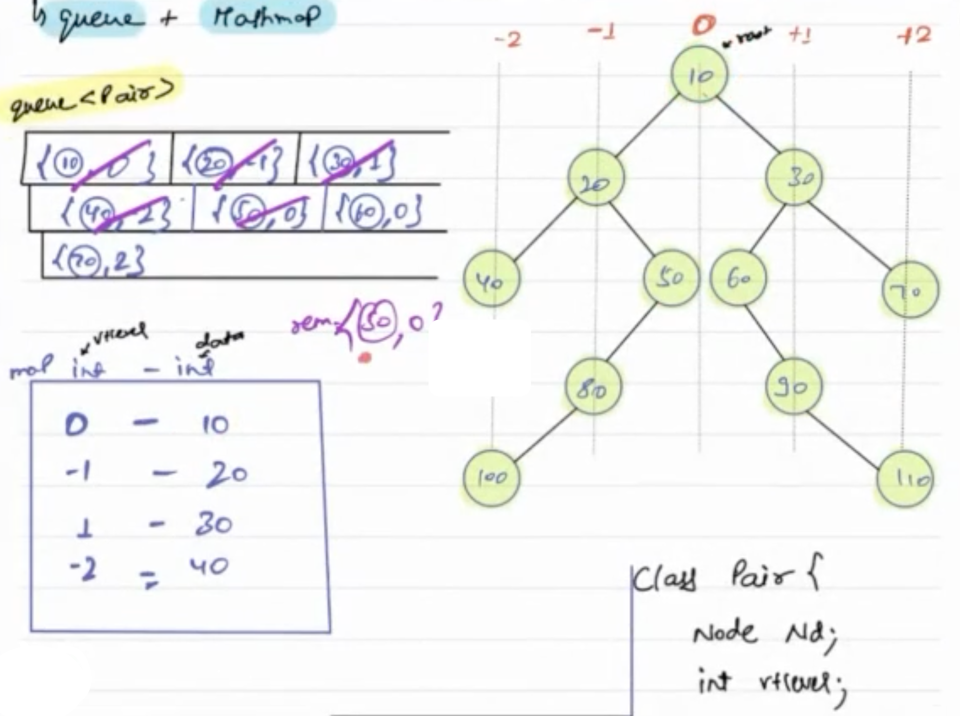 ↳ queue + Hashmap
-2 -1 0 +1 +2
root
queue <Pair>
{10, 0} {20, -1} {30, 1}
{40, -2} {50, 0} {60, 0}
{70, 2}
10
20 30
40 50 60 70
80 90
100 110
rem - {50, 0}
vtlevel data
map int - int
0 - 10
-1 - 20
1 - 30
-2 = 40
Class Pair {
Node Nd;
int vtlevel;